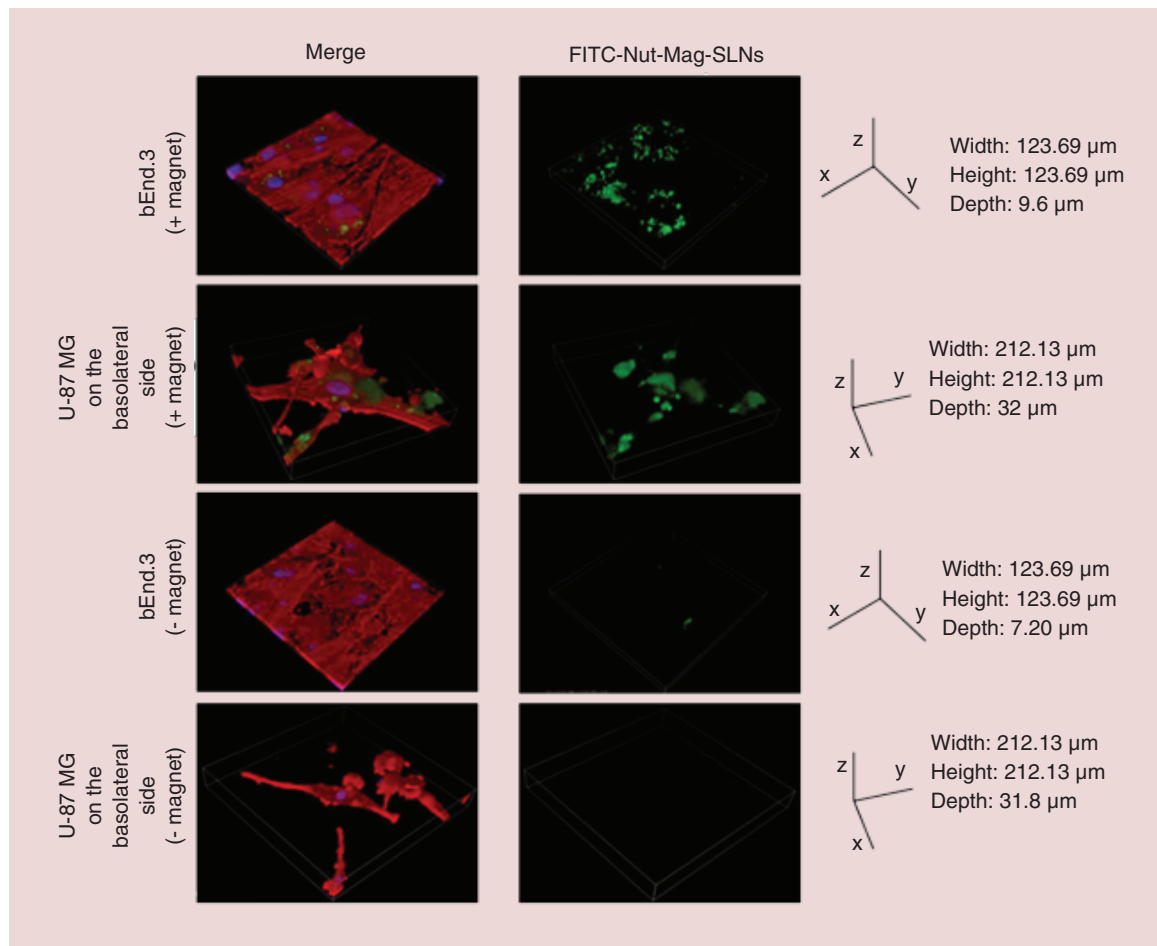 Merge
FITC-Nut-Mag-SLNs
bEnd.3
(+ magnet)
z
x
y
Width: 123.69 µm
Height: 123.69 µm
Depth: 9.6 µm
U-87 MG
on the
basolateral
side
(+ magnet)
z
y
x
Width: 212.13 µm
Height: 212.13 µm
Depth: 32 µm
bEnd.3
(- magnet)
z
x
y
Width: 123.69 µm
Height: 123.69 µm
Depth: 7.20 µm
U-87 MG
on the
basolateral
side
(- magnet)
z
y
x
Width: 212.13 µm
Height: 212.13 µm
Depth: 31.8 µm